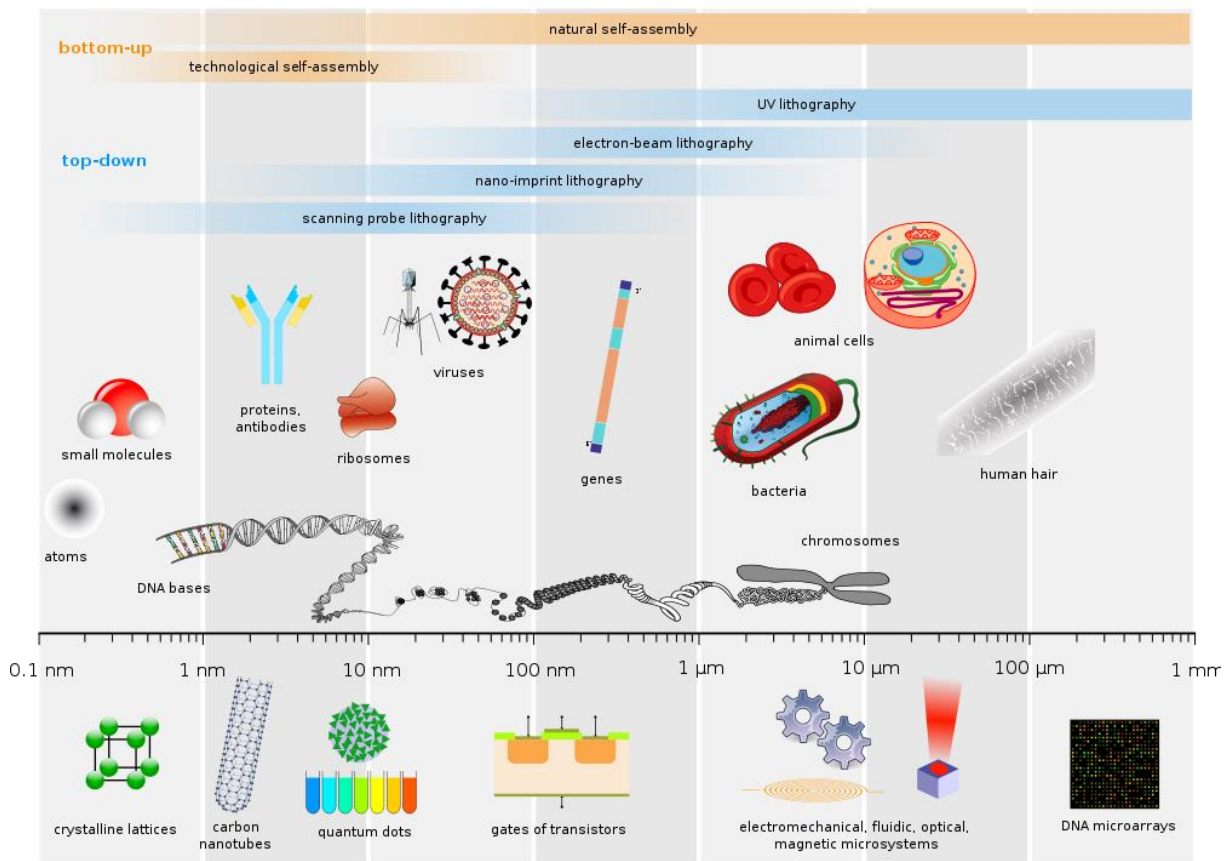 natural self-assembly
bottom-up
technological self-assembly
UV lithography
electron-beam lithography
top-down
nano-imprint lithography
scanning probe lithography
3'
animal cells
viruses
proteins,
antibodies
small molecules
ribosomes
5'
genes
bacteria
human hair
atoms
chromosomes
DNA bases
0.1 nm
1 nm
10 nm
100 nm
1 µm
10 µm
100 µm
1 mm
crystalline lattices
carbon
nanotubes
quantum dots
gates of transistors
electromechanical, fluidic, optical,
magnetic microsystems
DNA microarrays